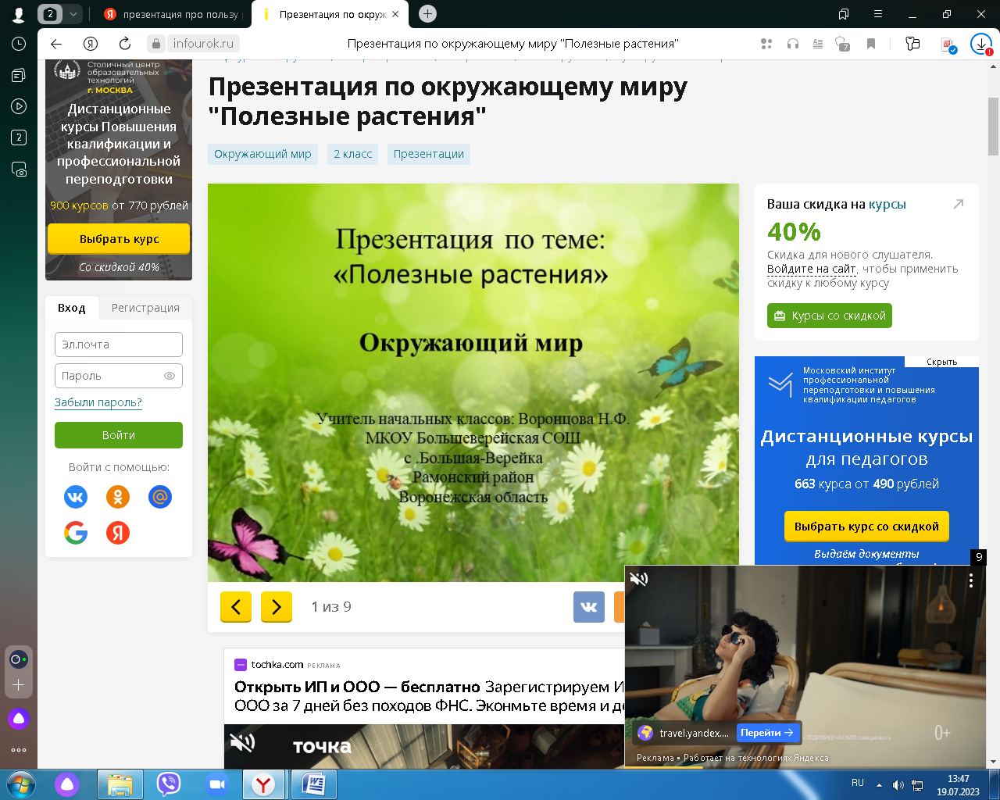 2
презентация про пользу р
Презентация по окруж
infourok.ru
Презентация по окружающему миру "Полезные растения"
7
2
Столичный центр
образовательных
технологий
г. МОСКВА
Дистанционные
курсы Повышения
квалификации и
профессиональной
переподготовки
900 курсов от 770 рублей
Выбрать курс
Со скидкой 40%
Вход
Регистрация
Эл.почта
Пароль
Забыли пароль?
Войти
Войти с помощью:
Презентация по окружающему миру
"Полезные растения"
Окружающий мир
2 класс
Презентации
Презентация по теме:
«Полезные растения»
Окружающий мир
Учитель начальных классов: Воронцова Н.Ф.
МКОУ Большеверейская СОШ
с .Большая-Верейка
Рамонский район
Воронежская область
1 из 9
tochka.com РЕКЛАМА
Открыть ИП и ООО — бесплатно Зарегистрируем И
ООО за 7 дней без походов ФНС. Эконмьте время и де
точка
Ваша скидка на курсы
40%
Скидка для нового слушателя.
Войдите на сайт, чтобы применить
скидку к любому курсу
Курсы со скидкой
Скрыть
Московский институт
профессиональной
переподготовки и повышения
квалификации педагогов
Дистанционные курсы
для педагогов
663 курса от 490 рублей
Выбрать курс со скидкой
Выдаём документы
9
travel.yandex....
Перейти →
0+
Реклама • Работает на технологиях Яндекса
RU
13:47
19.07.2023